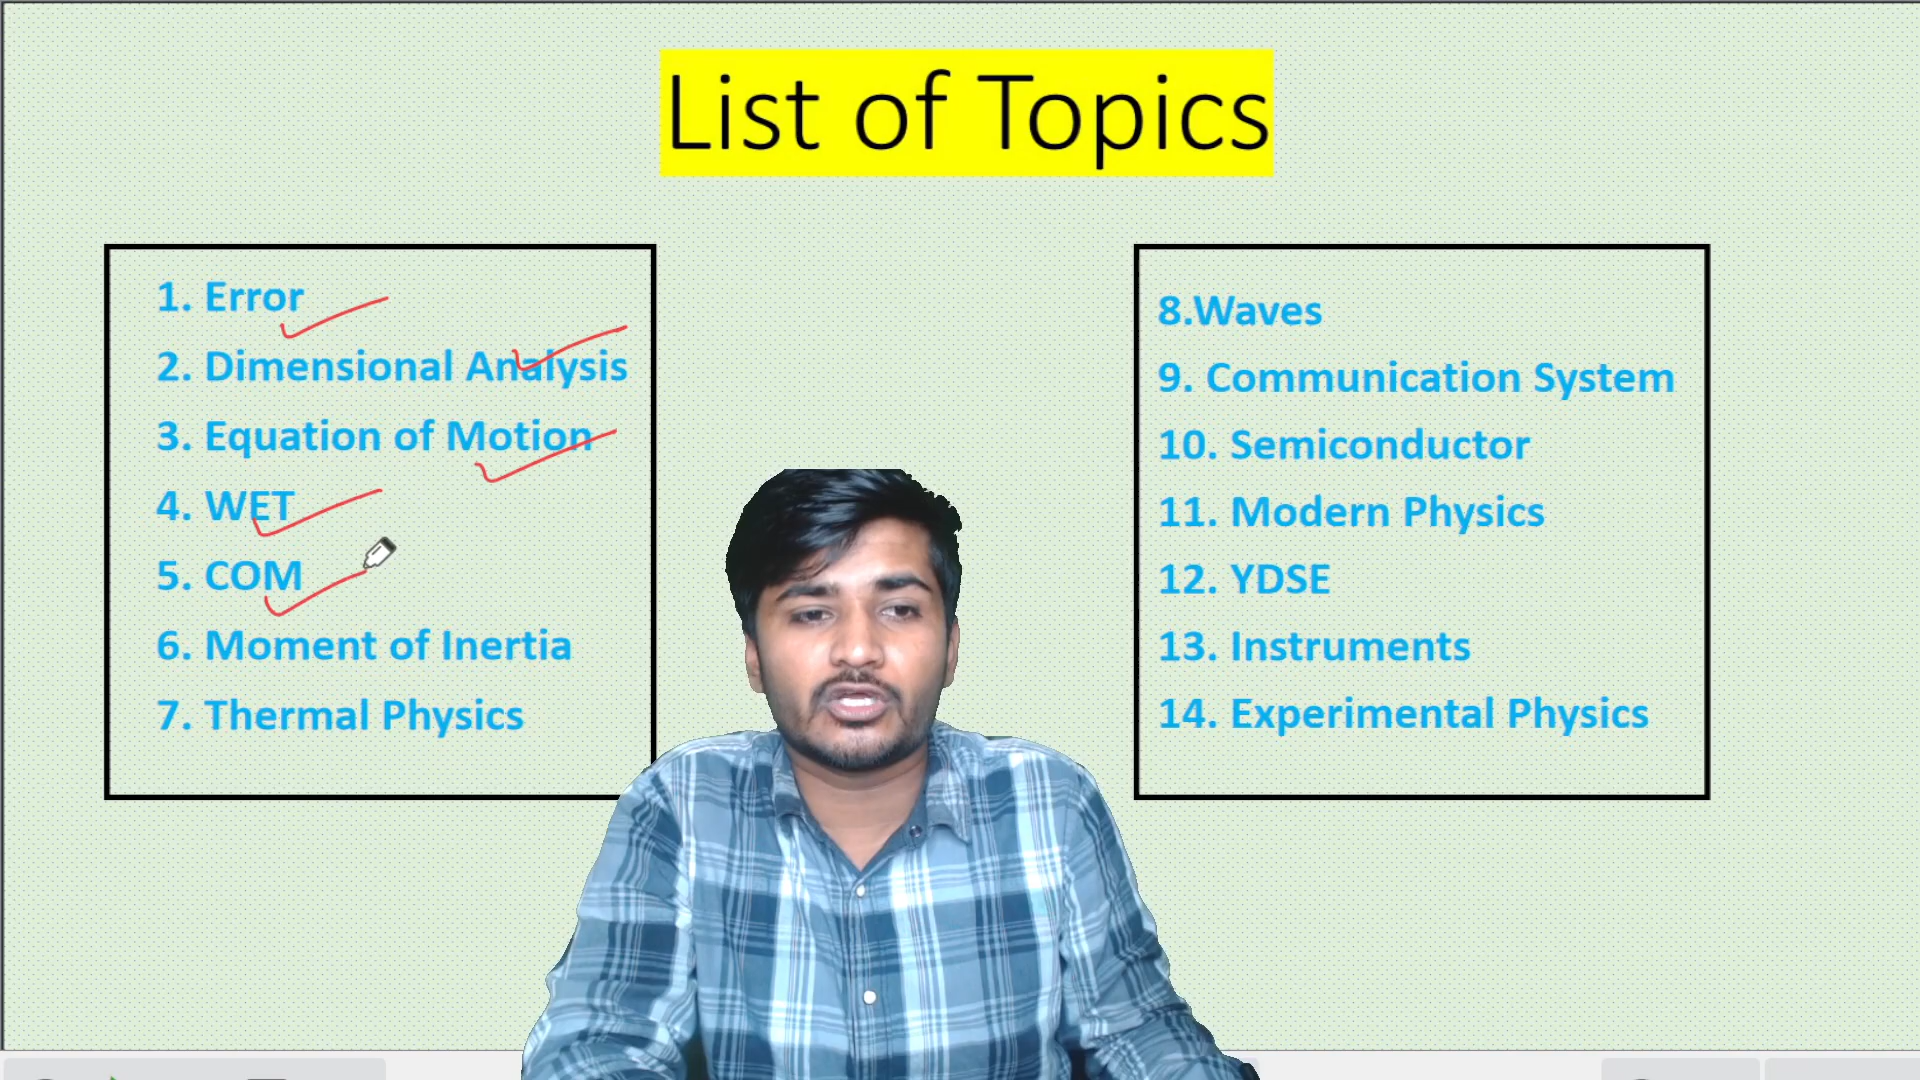 List of Topics
1. Error
2. Dimensional Analysis
3. Equation of Motion
4. WET
5. COM
6. Moment of Inertia
7. Thermal Physics
8.Waves
9. Communication System
10. Semiconductor
11. Modern Physics
12. YDSE
13. Instruments
14. Experimental Physics